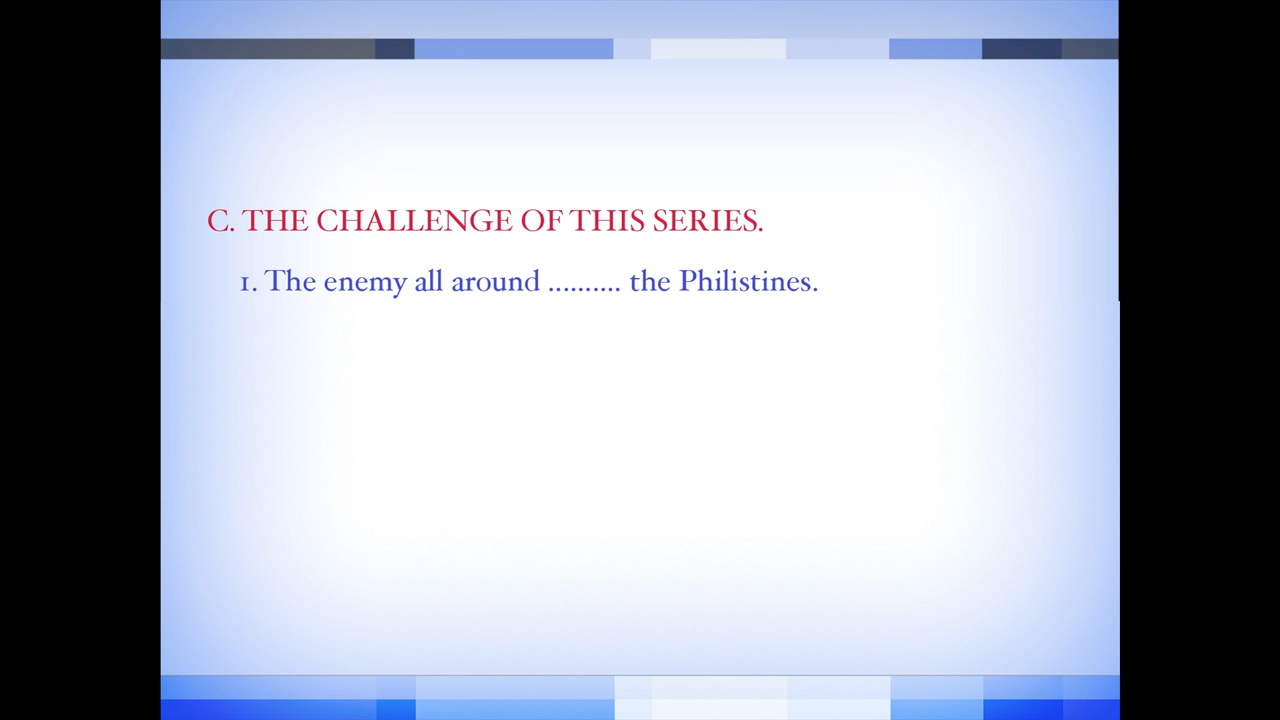 C. THE CHALLENGE OF THIS SERIES.
1. The enemy all around .......... the Philistines.